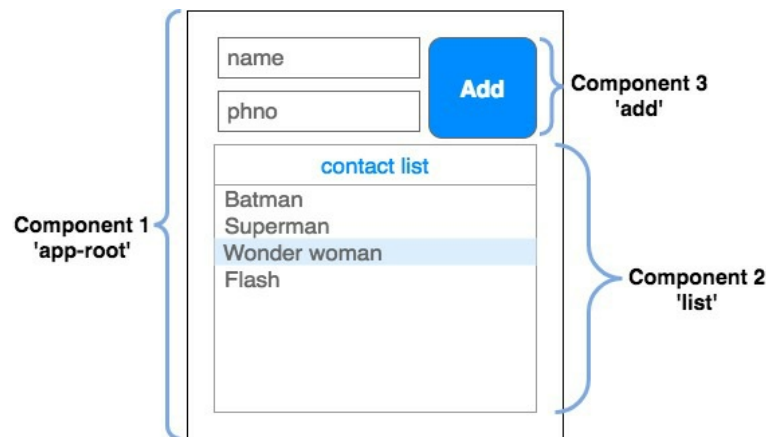 name
phno
Add
Component 3
'add'
contact list
Batman
Superman
Wonder woman
Flash
Component 1
'app-root'
Component 2
'list'